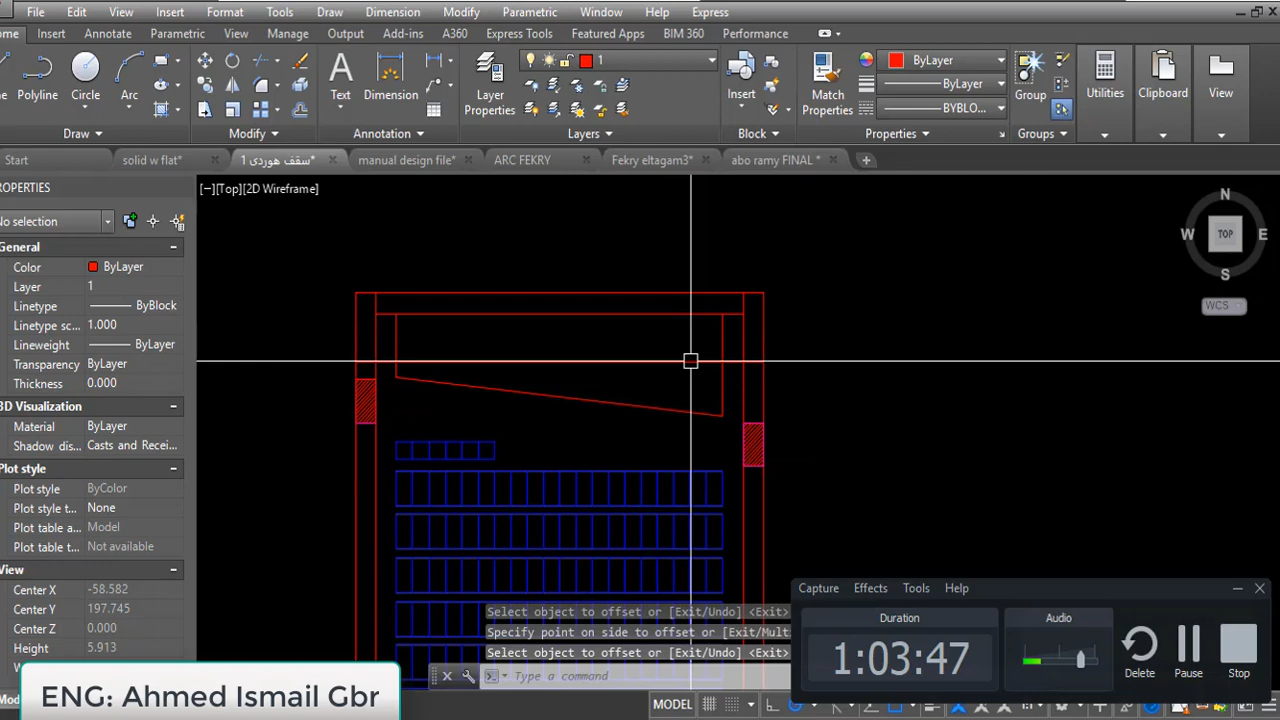 File Edit View Insert Format Tools Draw Dimension Modify Parametric Window Help Express
Insert Annotate Parametric View Manage Output Add-ins A360 Express Tools Featured Apps BIM 360 Performance
1 ByLayer
ByLayer
BYBLO...
Polyline Circle Arc Text Dimension Layer Properties Insert Match Properties Group Utilities Clipboard View
Draw Modify Annotation Layers Block Properties Groups
Start solid w flat* سقف هوردى 1* manual design file* ARC FEKRY Fekry eltagam3* abo ramy FINAL *
[−][Top][2D Wireframe]
No selection
General
Color ByLayer
Layer 1
Linetype ByBlock
Linetype sc... 1.000
Lineweight ByLayer
Transparency ByLayer
Thickness 0.000
3D Visualization
Material ByLayer
Shadow dis... Casts and Recei...
Plot style
Plot style ByColor
Plot style t... None
Plot table a... Model
Plot table t... Not available
View
Center X -58.582
Center Y 197.745
Center Z 0.000
Height 5.913
N
W TOP E
S
WCS
Select object to offset or [Exit/Undo] <Exit>
Specify point on side to offset or [Exit/Mult
Select object to offset or [Exit/Undo] <Exit>
Type a command
MODEL
Capture Effects Tools Help
Duration Audio
1:03:47
Delete Pause Stop
ENG: Ahmed Ismail Gbr